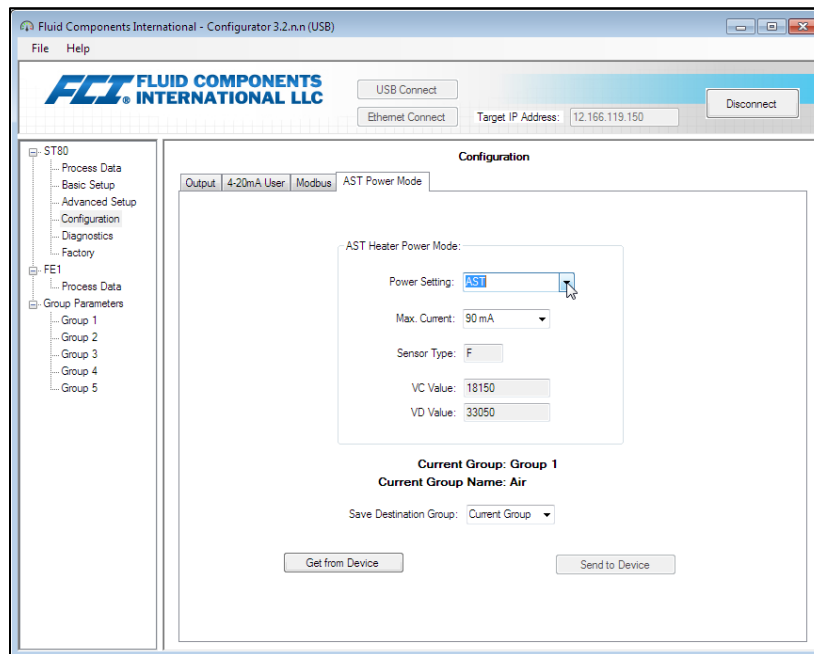 Fluid Components International - Configurator 3.2.n.n (USB)
File Help
FCI® FLUID COMPONENTS
INTERNATIONAL LLC
USB Connect
Ethernet Connect
Target IP Address: 12.166.119.150
Disconnect
ST80
Process Data
Basic Setup
Advanced Setup
Configuration
Diagnostics
Factory
FE1
Process Data
Group Parameters
Group 1
Group 2
Group 3
Group 4
Group 5
Configuration
Output 4-20mA User Modbus AST Power Mode
AST Heater Power Mode:
Power Setting: AST
Max. Current: 90 mA
Sensor Type: F
VC Value: 18150
VD Value: 33050
Current Group: Group 1
Current Group Name: Air
Save Destination Group: Current Group
Get from Device Send to Device